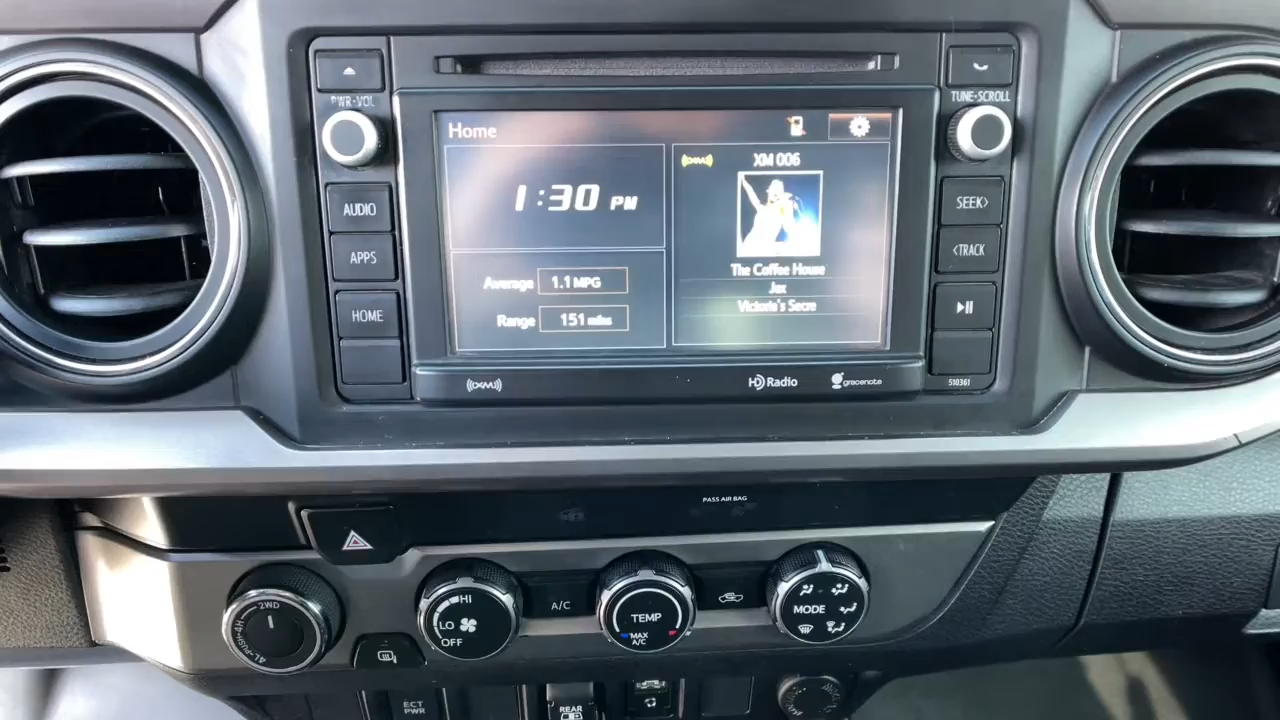 PWR·VOL
TUNE·SCROLL
Home
XM 006
1:30 PM
AUDIO
SEEK>
APPS
<TRACK
The Coffee House
Average 1.1 MPG
Jax
Victoria's Secre
HOME
Range 151 miles
((XM))
HD Radio
gracenote
510361
PASS AIR BAG
2WD
4H
4L-PUSH
HI
LO
OFF
A/C
TEMP
MAX
A/C
MODE
ECT
PWR
REAR